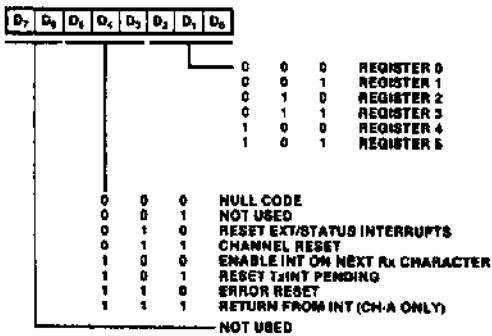 D7 D6 D5 D4 D3 D2 D1 D0
0 0 0 REGISTER 0
0 0 1 REGISTER 1
0 1 0 REGISTER 2
0 1 1 REGISTER 3
1 0 0 REGISTER 4
1 0 1 REGISTER 5
0 0 0 NULL CODE
0 0 1 NOT USED
0 1 0 RESET EXT/STATUS INTERRUPTS
0 1 1 CHANNEL RESET
1 0 0 ENABLE INT ON NEXT Rx CHARACTER
1 0 1 RESET TxINT PENDING
1 1 0 ERROR RESET
1 1 1 RETURN FROM INT (CH-A ONLY)
NOT USED